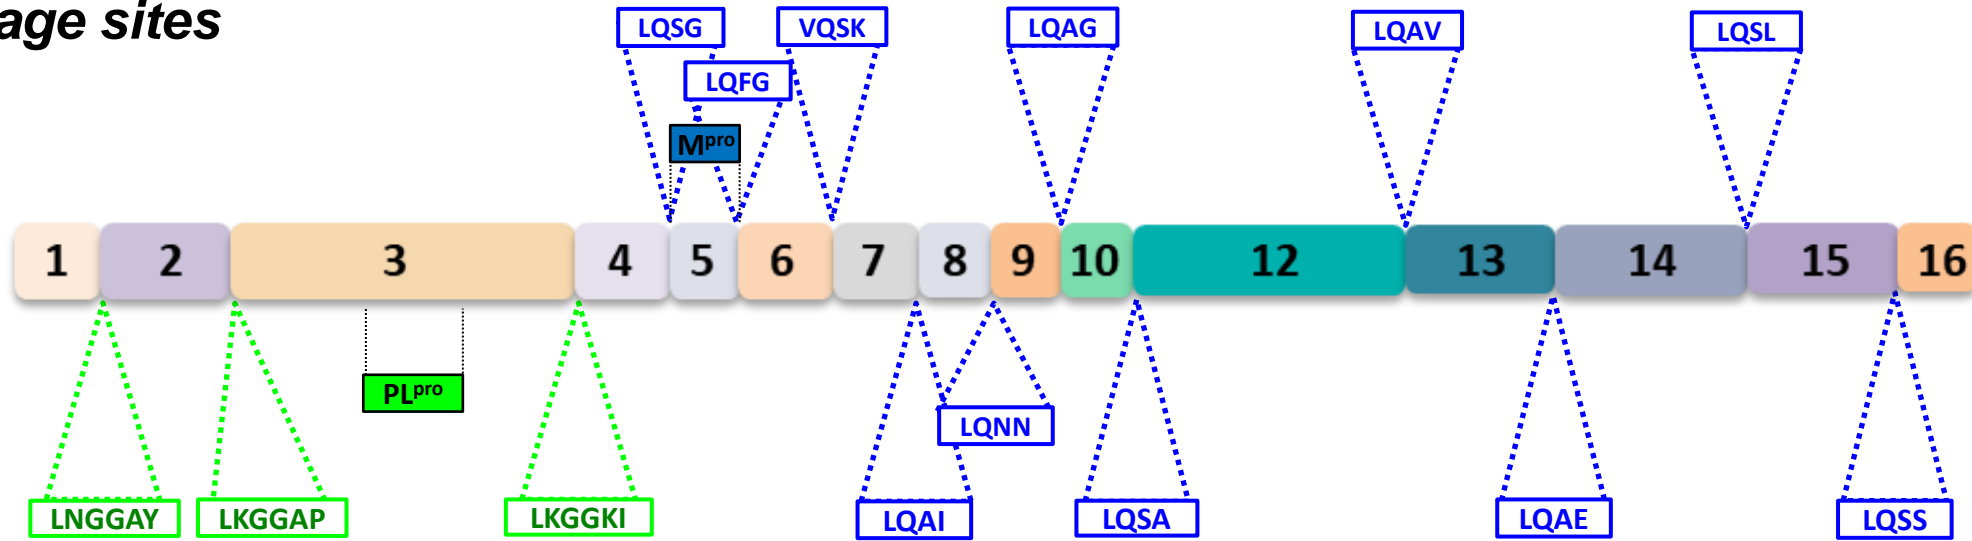 age sites
LQSG
VQSK
LQAG
LQAV
LQSL
LQFG
Mpro
1 2 3 4 5 6 7 8 9 10 12 13 14 15 16
PLpro
LQNN
LNGGAY
LKGGAP
LKGGKI
LQAI
LQSA
LQAE
LQSS